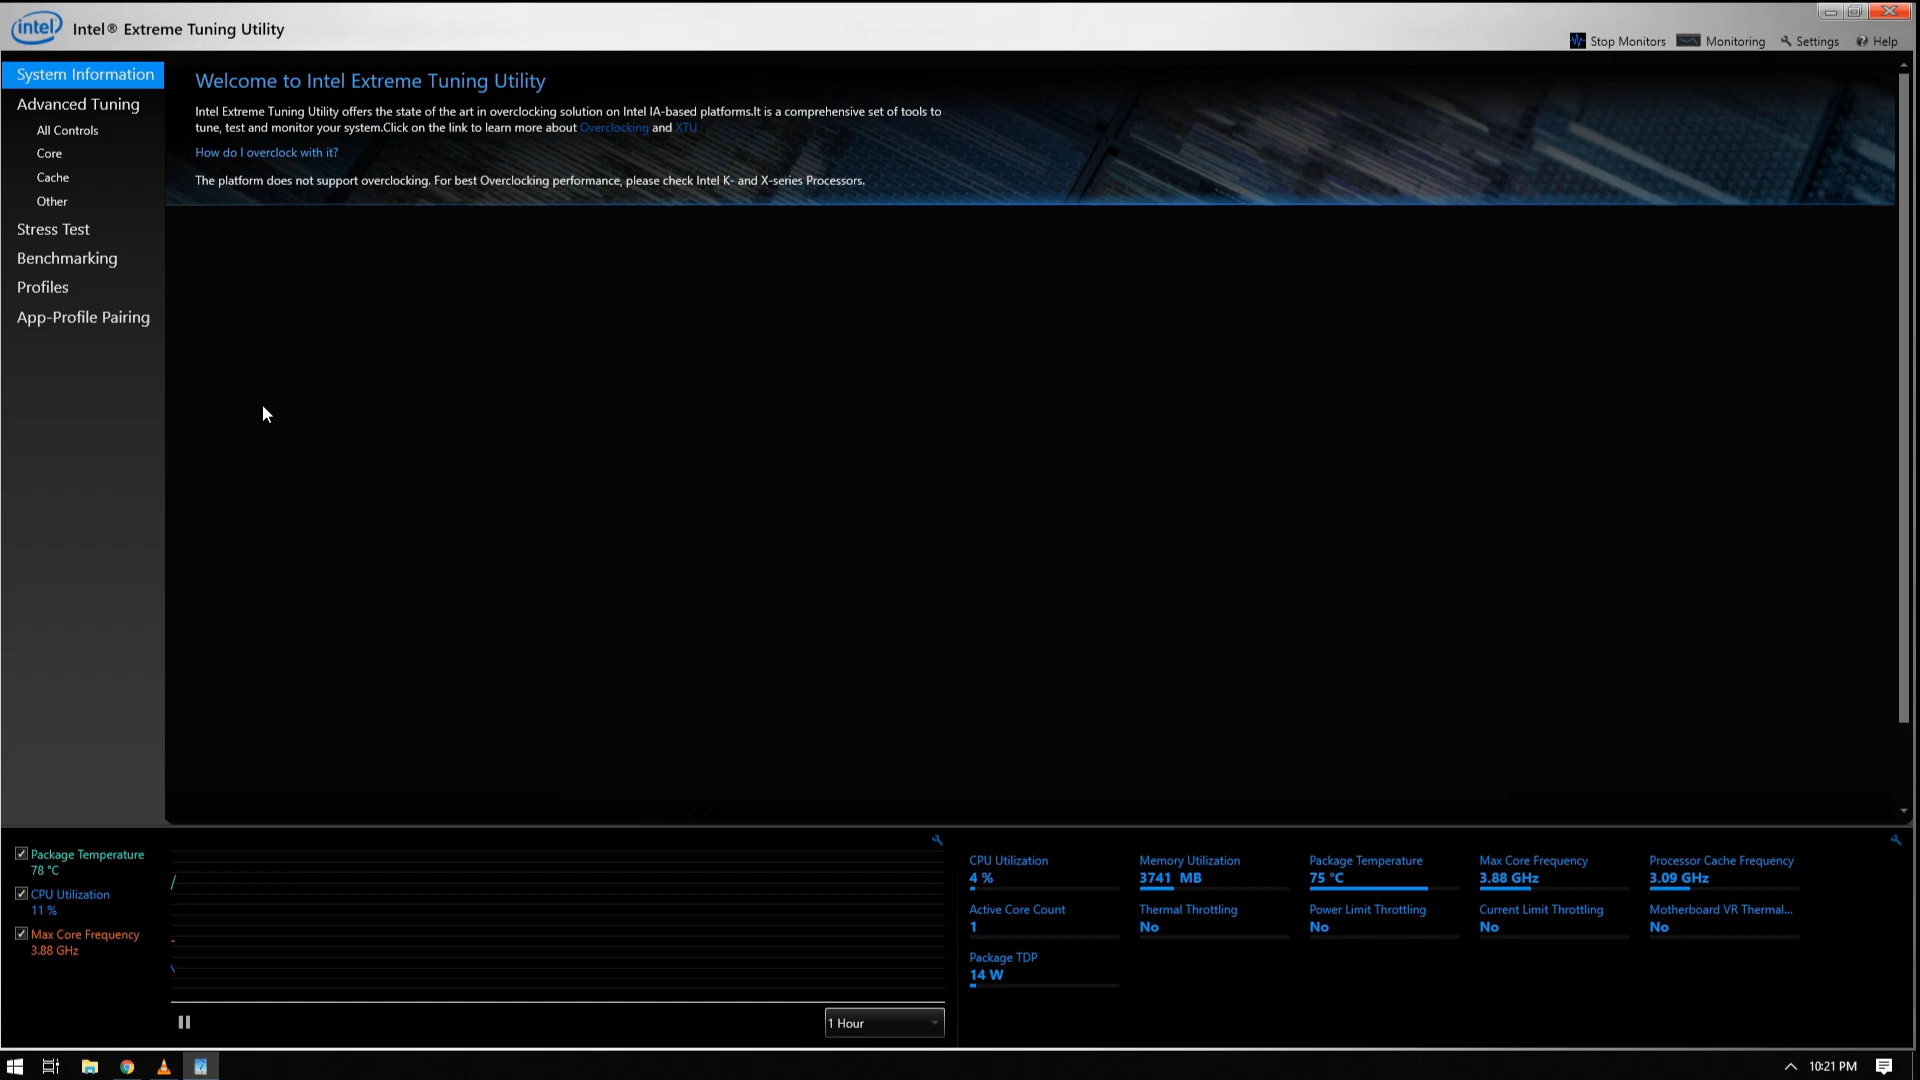 intel
Intel® Extreme Tuning Utility
Stop Monitors
Monitoring
Settings
Help
System Information
Advanced Tuning
All Controls
Core
Cache
Other
Stress Test
Benchmarking
Profiles
App-Profile Pairing
Welcome to Intel Extreme Tuning Utility
Intel Extreme Tuning Utility offers the state of the art in overclocking solution on Intel IA-based platforms.It is a comprehensive set of tools to
tune, test and monitor your system.Click on the link to learn more about Overclocking and XTU
How do I overclock with it?
The platform does not support overclocking. For best Overclocking performance, please check Intel K- and X-series Processors.
Package Temperature
78 °C
CPU Utilization
11 %
Max Core Frequency
3.88 GHz
1 Hour
CPU Utilization
4 %
Memory Utilization
3741 MB
Package Temperature
75 °C
Max Core Frequency
3.88 GHz
Processor Cache Frequency
3.09 GHz
Active Core Count
1
Thermal Throttling
No
Power Limit Throttling
No
Current Limit Throttling
No
Motherboard VR Thermal...
No
Package TDP
14 W
10:21 PM